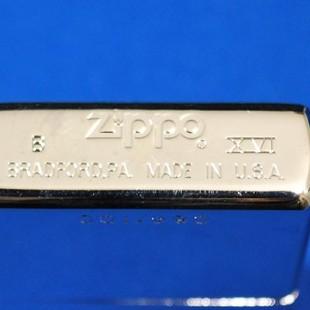 Zippo®
B XVI
BRADFORD, PA. MADE IN U.S.A.